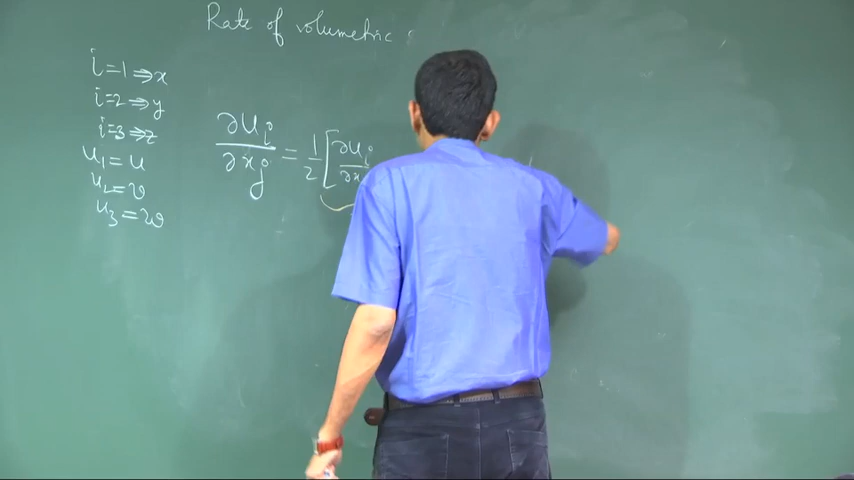 Rate of volumetric
i=1 ⇒ x
i=2 ⇒ y
i=3 ⇒ z
u₁ = u
u₂ = v
u₃ = w
∂uᵢ/∂xⱼ = 1/2 [∂uᵢ/∂x